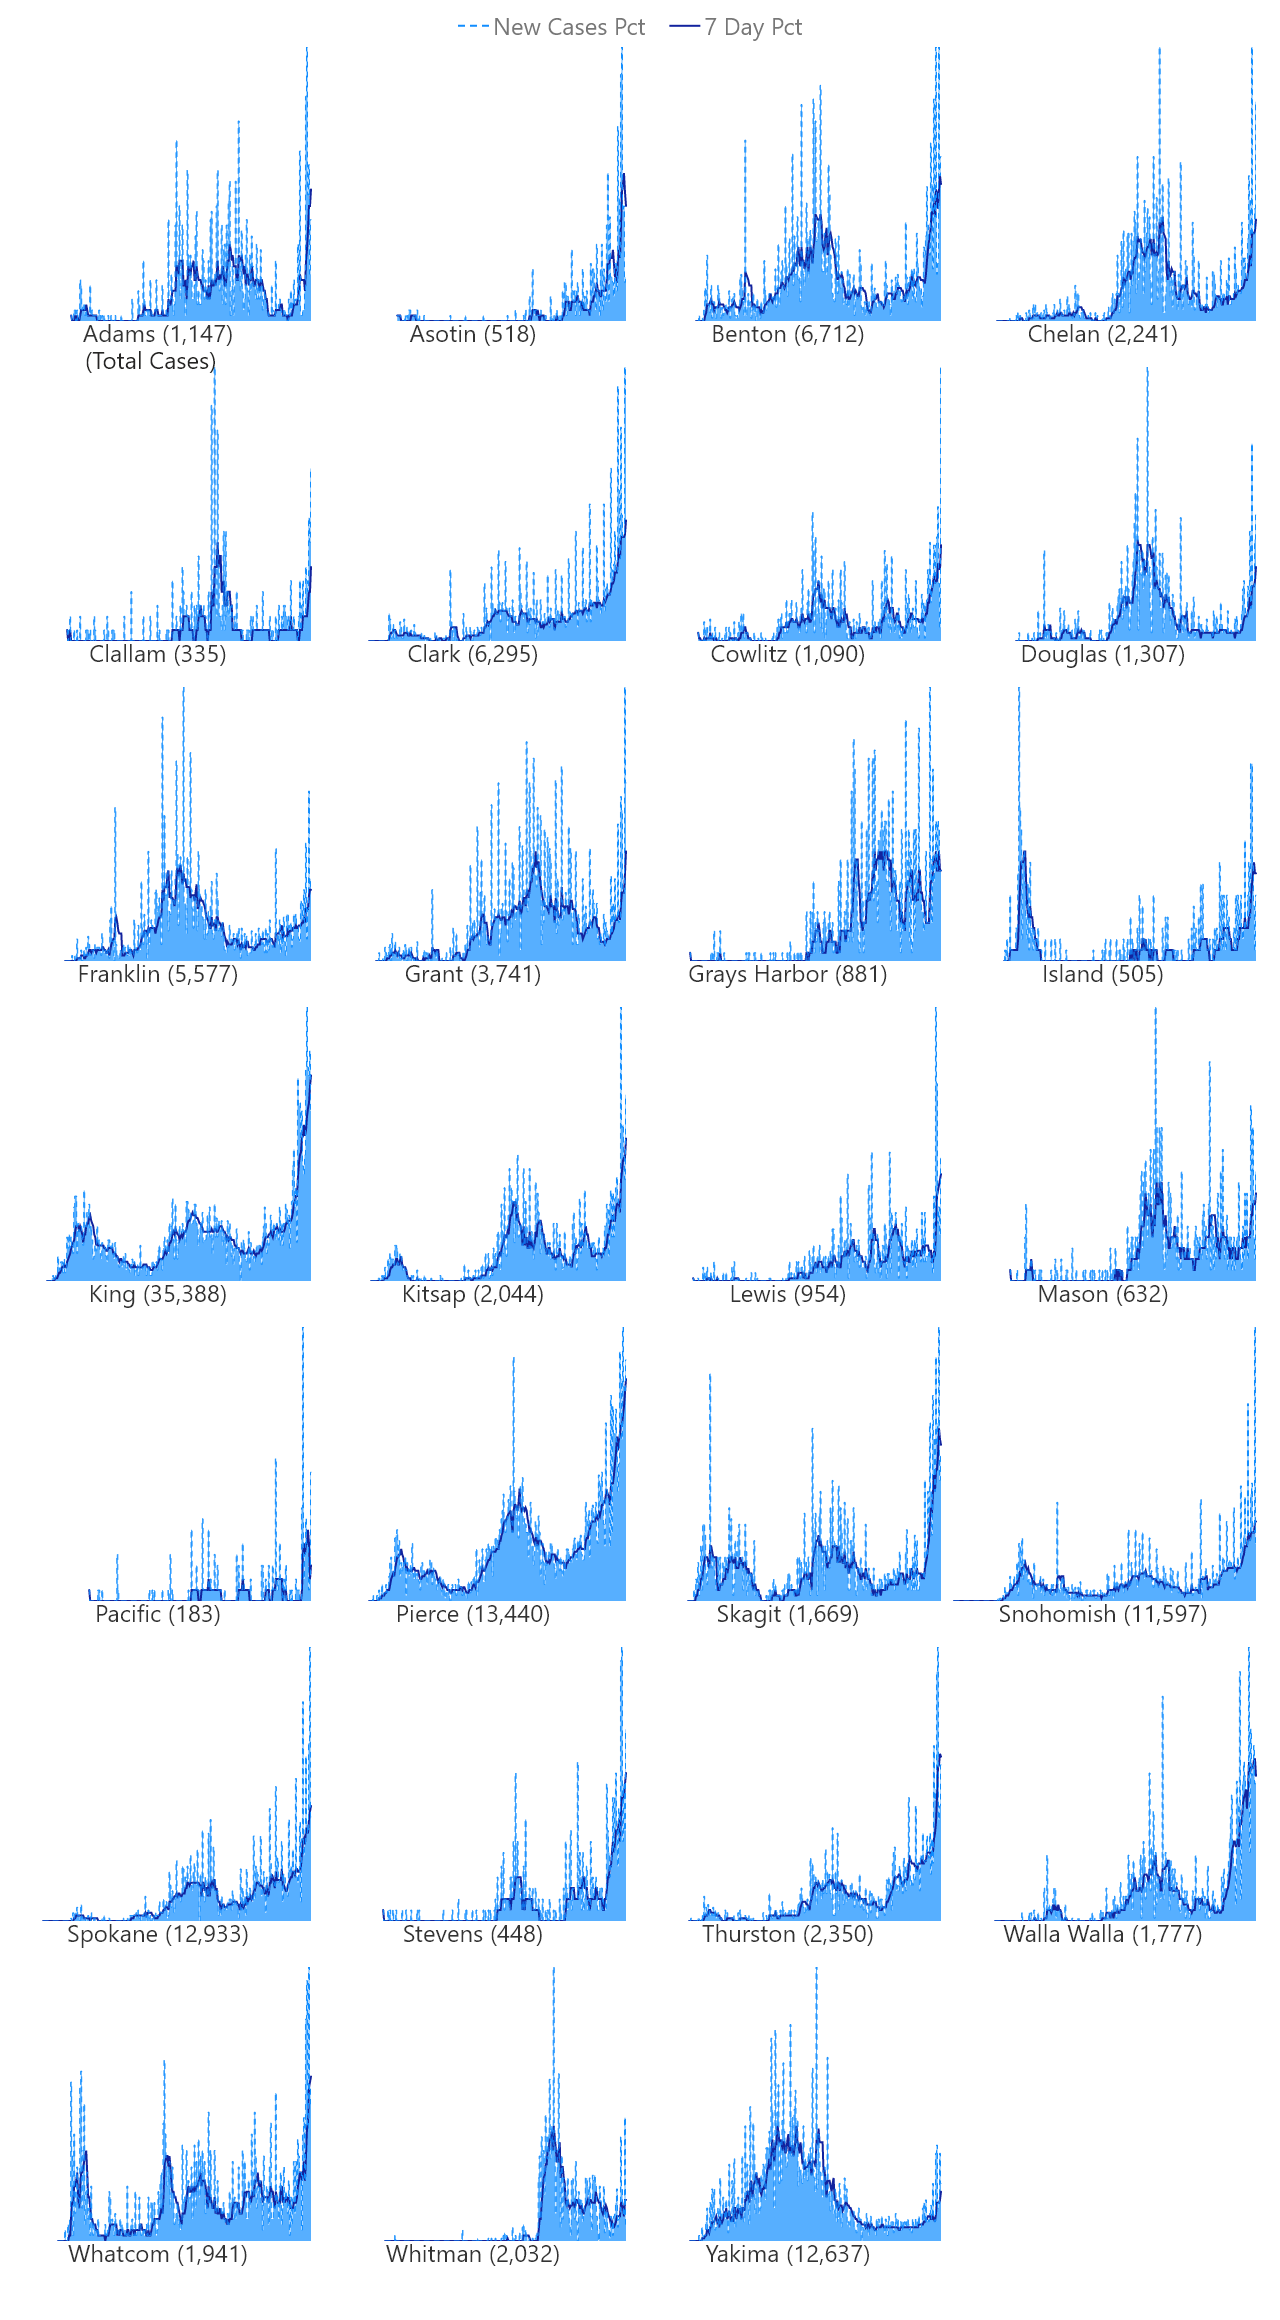 New Cases Pct 7 Day Pct
Adams (1,147) Asotin (518) Benton (6,712) Chelan (2,241)
(Total Cases)
Clallam (335) Clark (6,295) Cowlitz (1,090) Douglas (1,307)
Franklin (5,577) Grant (3,741) Grays Harbor (881) Island (505)
King (35,388) Kitsap (2,044) Lewis (954) Mason (632)
Pacific (183) Pierce (13,440) Skagit (1,669) Snohomish (11,597)
Spokane (12,933) Stevens (448) Thurston (2,350) Walla Walla (1,777)
Whatcom (1,941) Whitman (2,032) Yakima (12,637)